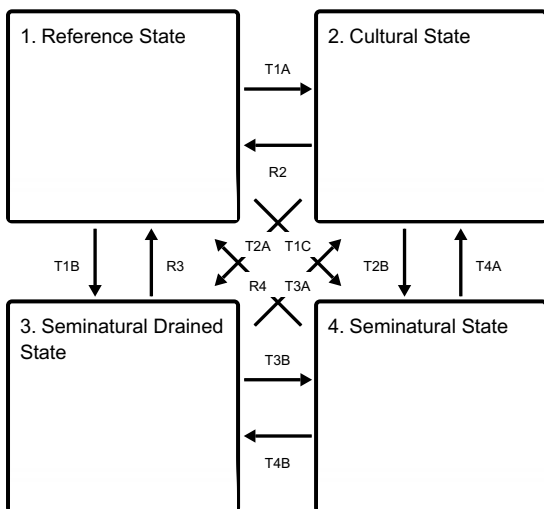 1. Reference State
2. Cultural State
T1A
R2
T2A
T1C
T1B
R3
T2B
T4A
R4
T3A
3. Seminatural Drained
State
4. Seminatural State
T3B
T4B